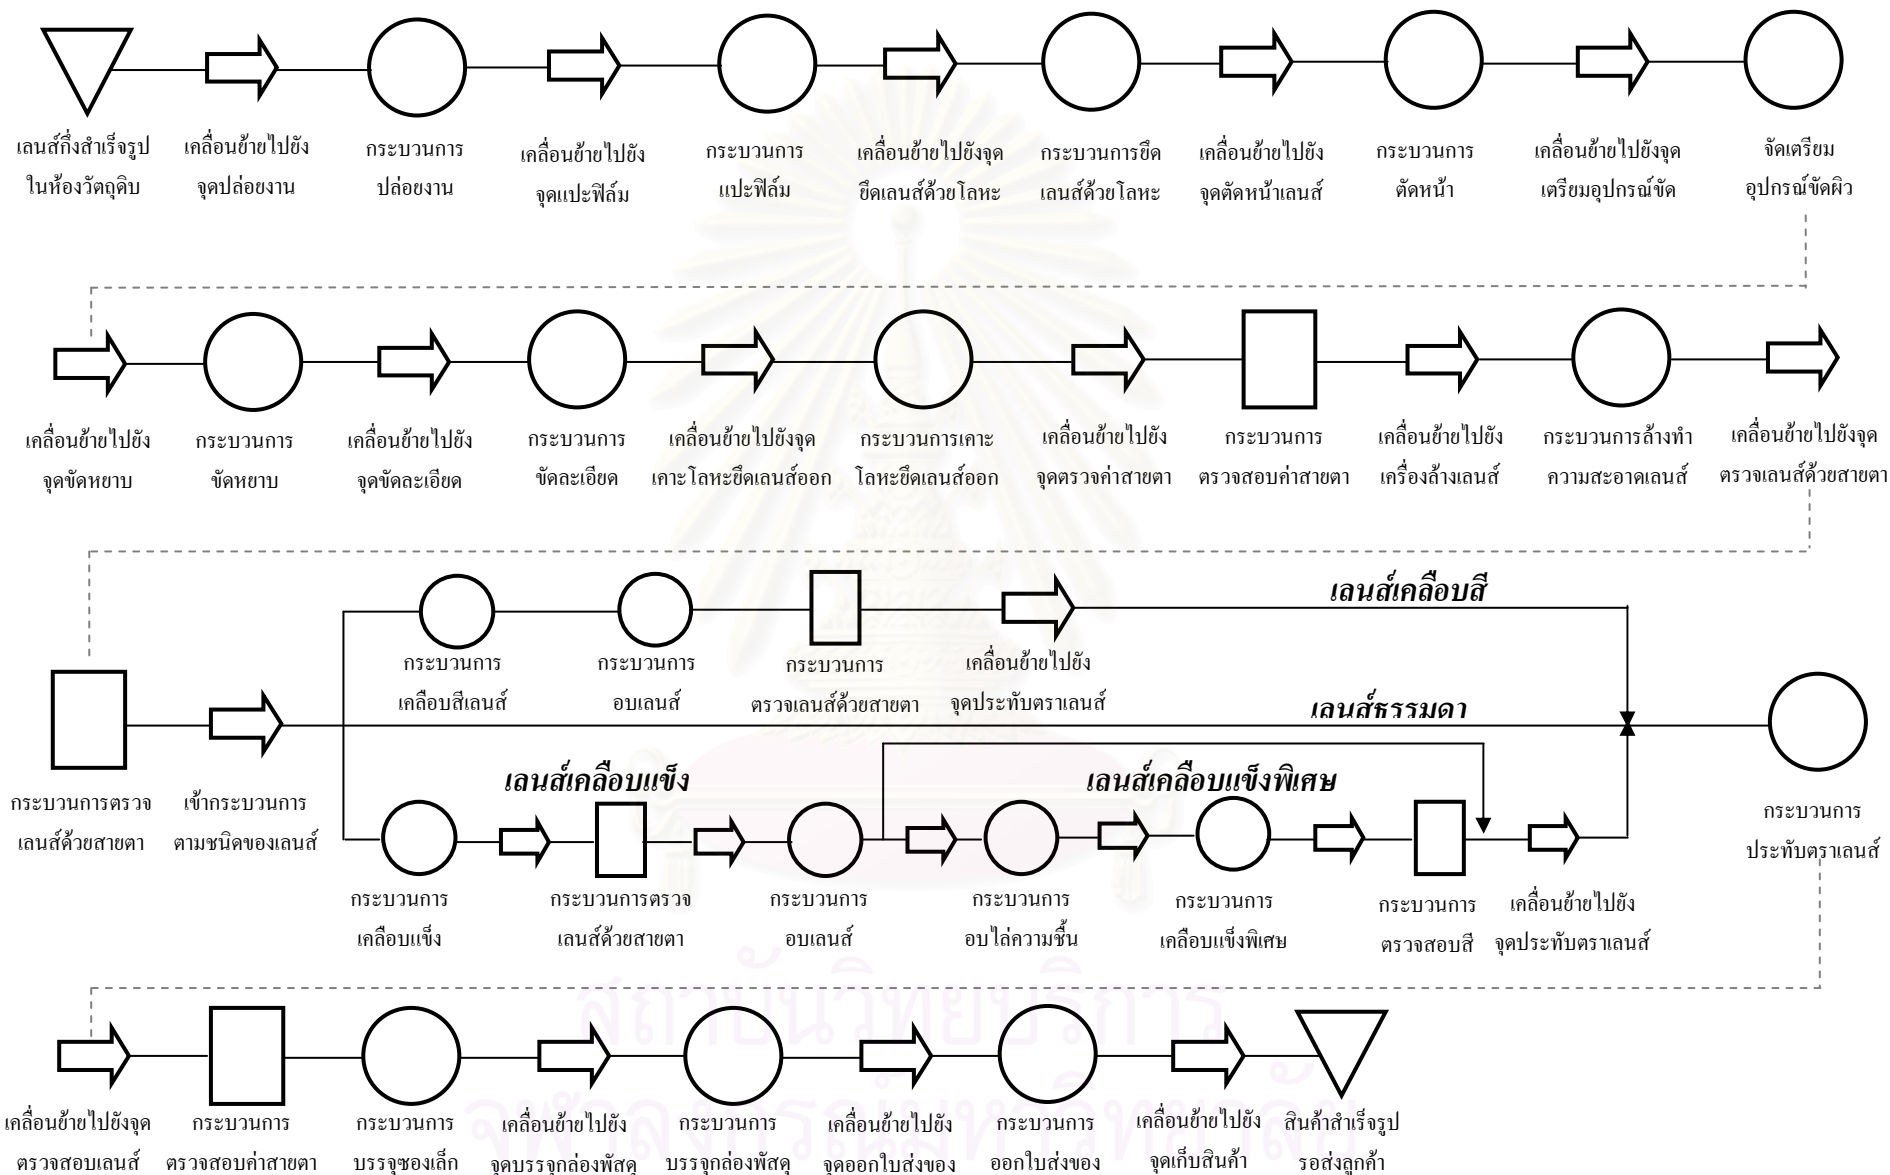 เลนส์กึ่งสำเร็จรูป
ในห้องวัตถุดิบ
เคลื่อนย้ายไปยัง
จุดปล่อยงาน
กระบวนการ
ปล่อยงาน
เคลื่อนย้ายไปยัง
จุดแปะฟิล์ม
กระบวนการ
แปะฟิล์ม
เคลื่อนย้ายไปยังจุด
ยึดเลนส์ด้วยโลหะ
กระบวนการยึด
เลนส์ด้วยโลหะ
เคลื่อนย้ายไปยัง
จุดตัดหน้าเลนส์
กระบวนการ
ตัดหน้า
เคลื่อนย้ายไปยังจุด
เตรียมอุปกรณ์ขัด
จัดเตรียม
อุปกรณ์ขัดผิว
เคลื่อนย้ายไปยัง
จุดขัดหยาบ
กระบวนการ
ขัดหยาบ
เคลื่อนย้ายไปยัง
จุดขัดละเอียด
กระบวนการ
ขัดละเอียด
เคลื่อนย้ายไปยังจุด
เคาะโลหะยึดเลนส์ออก
กระบวนการเคาะ
โลหะยึดเลนส์ออก
เคลื่อนย้ายไปยัง
จุดตรวจค่าสายตา
กระบวนการ
ตรวจสอบค่าสายตา
เคลื่อนย้ายไปยัง
เครื่องล้างเลนส์
กระบวนการล้างทำ
ความสะอาดเลนส์
เคลื่อนย้ายไปยังจุด
ตรวจเลนส์ด้วยสายตา
เลนส์เคลือบสี
กระบวนการ
เคลือบสีเลนส์
กระบวนการ
อบเลนส์
กระบวนการ
ตรวจเลนส์ด้วยสายตา
เคลื่อนย้ายไปยัง
จุดประทับตราเลนส์
เลนส์ธรรมดา
กระบวนการตรวจ
เลนส์ด้วยสายตา
เข้ากระบวนการ
ตามชนิดของเลนส์
เลนส์เคลือบแข็ง
เลนส์เคลือบแข็งพิเศษ
กระบวนการ
ประทับตราเลนส์
กระบวนการ
เคลือบแข็ง
กระบวนการตรวจ
เลนส์ด้วยสายตา
กระบวนการ
อบเลนส์
กระบวนการ
อบไล่ความชื้น
กระบวนการ
เคลือบแข็งพิเศษ
กระบวนการ
ตรวจสอบสี
เคลื่อนย้ายไปยัง
จุดประทับตราเลนส์
สถาบันวิทยบริการ
จุฬาลงกรณ์มหาวิทยาลัย
เคลื่อนย้ายไปยังจุด
ตรวจสอบเลนส์
กระบวนการ
ตรวจสอบค่าสายตา
กระบวนการ
บรรจุซองเล็ก
เคลื่อนย้ายไปยัง
จุดบรรจุกล่องพัสดุ
กระบวนการ
บรรจุกล่องพัสดุ
เคลื่อนย้ายไปยัง
จุดออกใบส่งของ
กระบวนการ
ออกใบส่งของ
เคลื่อนย้ายไปยัง
จุดเก็บสินค้า
สินค้าสำเร็จรูป
รอส่งลูกค้า